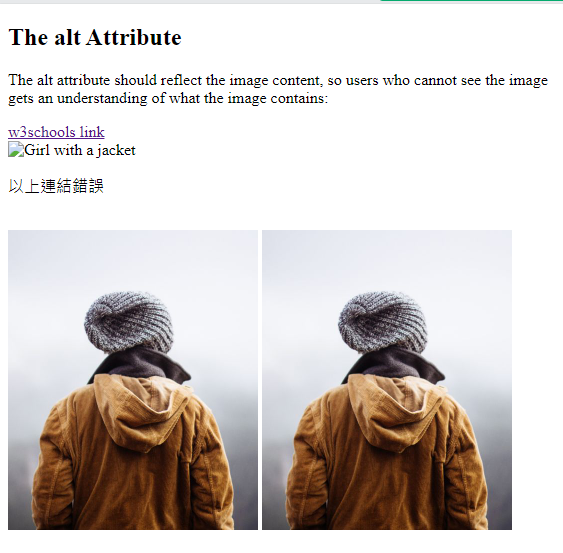 The alt Attribute
The alt attribute should reflect the image content, so users who cannot see the image
gets an understanding of what the image contains:
w3schools link
Girl with a jacket
以上連結錯誤